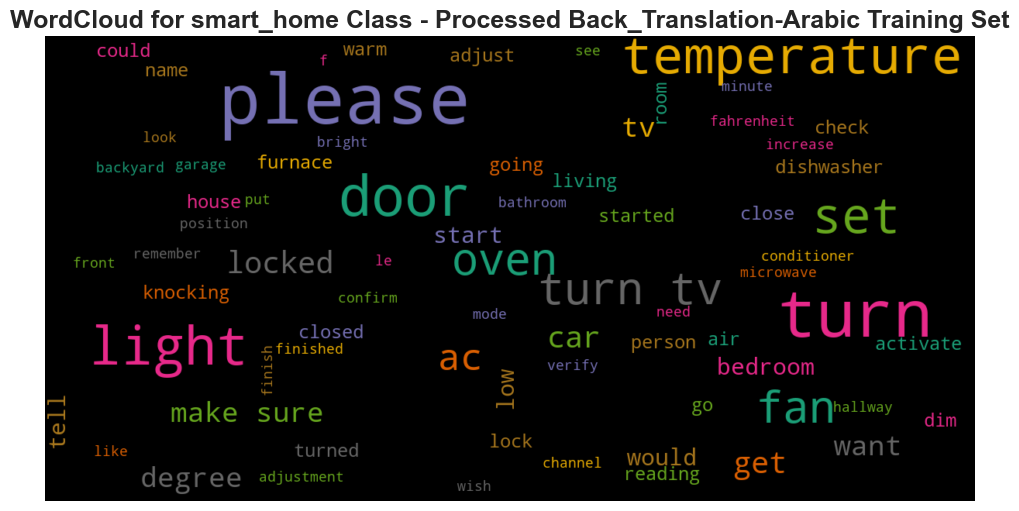 WordCloud for smart_home Class - Processed Back_Translation-Arabic Training Set
could f warm adjust see temperature
name please room minute
tv fahrenheit check
look bright increase
backyard garage furnace going living dishwasher
house put door bathroom started close set
position start
front remember locked le oven conditioner
microwave
knocking confirm turn tv
mode need turn
light closed car person air activate
finished finish ac verify bedroom
low
tell make sure go fan hallway
dim
like turned lock want
degree adjustment channel would get
wish reading